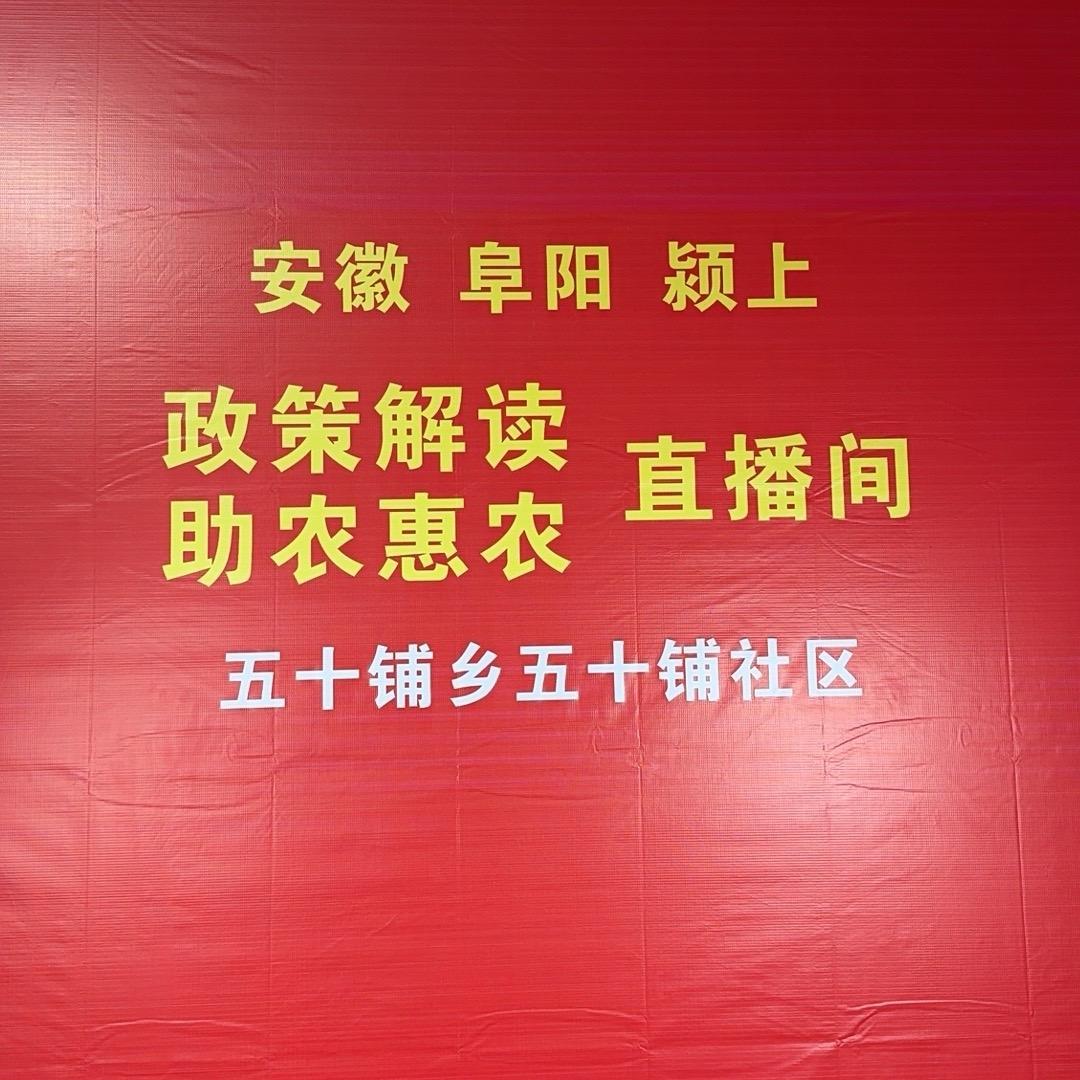 安徽 阜阳 颍上
政策解读
助农惠农
直播间
五十铺乡五十铺社区